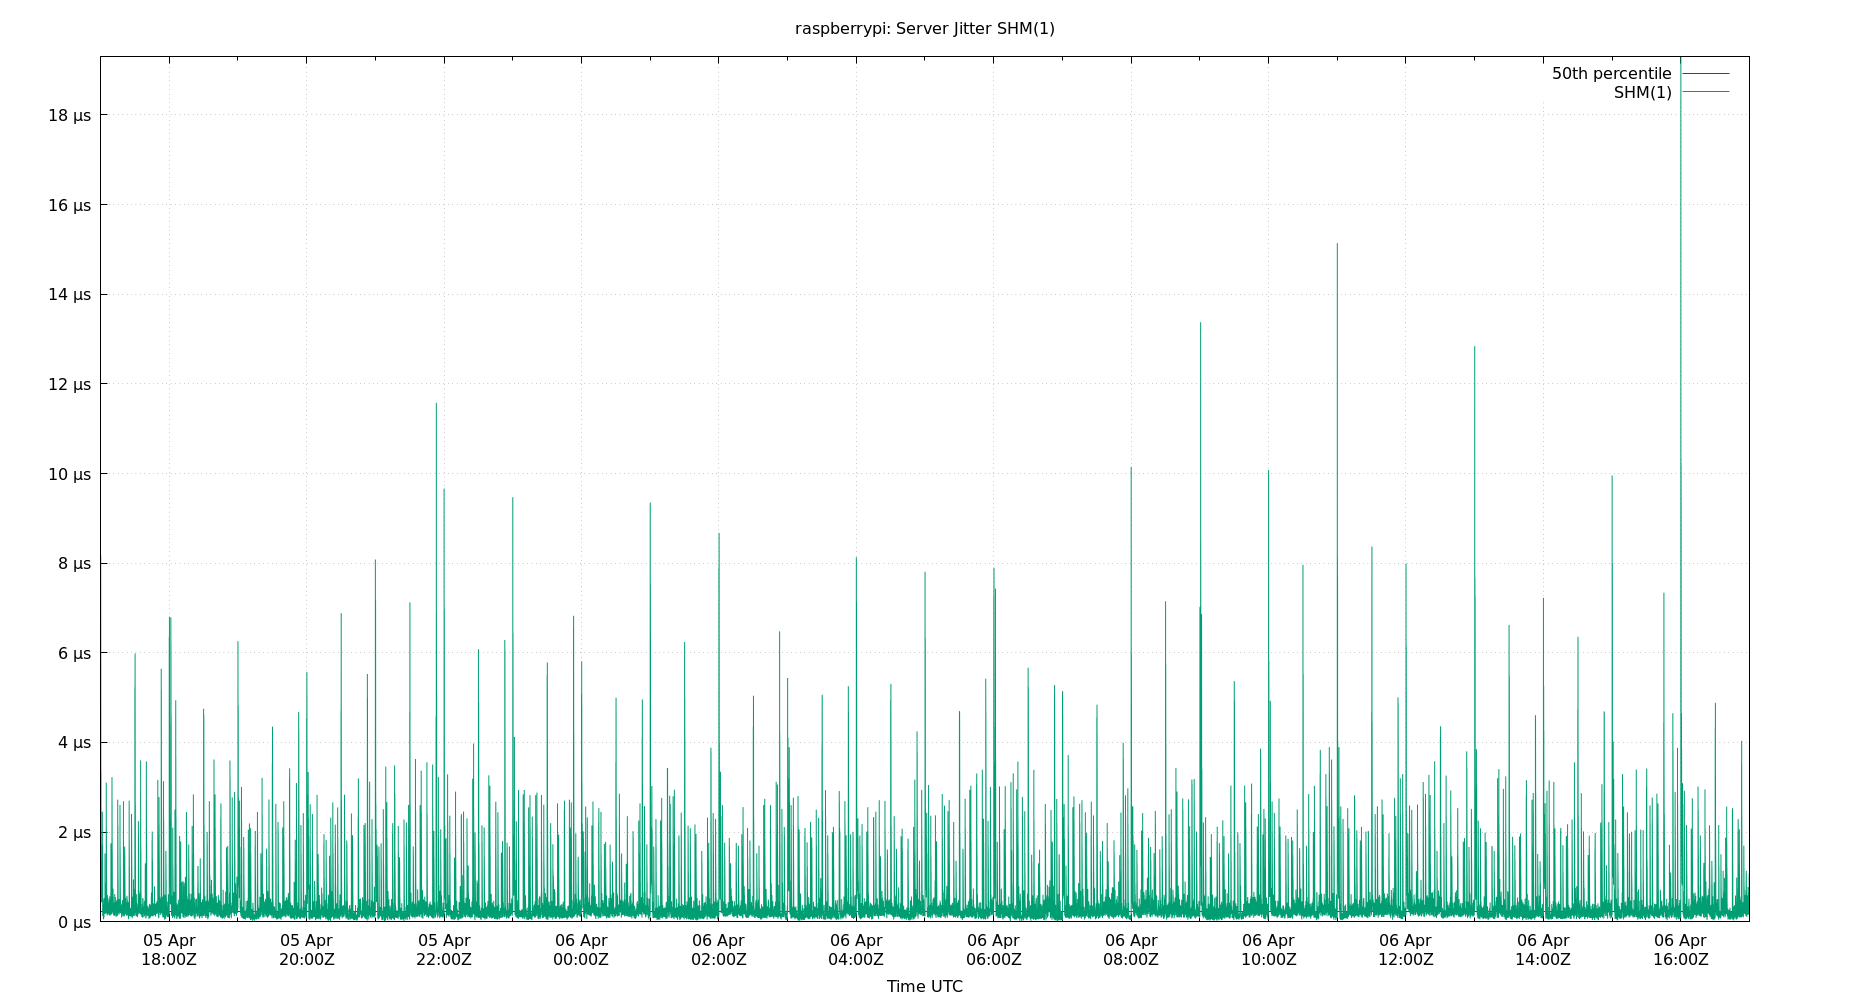 raspberrypi: Server Jitter SHM(1)
50th percentile
SHM(1)
18 µs
16 µs
14 µs
12 µs
10 µs
8 µs
6 µs
4 µs
2 µs
0 µs
05 Apr 05 Apr 05 Apr 06 Apr 06 Apr 06 Apr 06 Apr 06 Apr 06 Apr 06 Apr 06 Apr 06 Apr
18:00Z 20:00Z 22:00Z 00:00Z 02:00Z 04:00Z 06:00Z 08:00Z 10:00Z 12:00Z 14:00Z 16:00Z
Time UTC